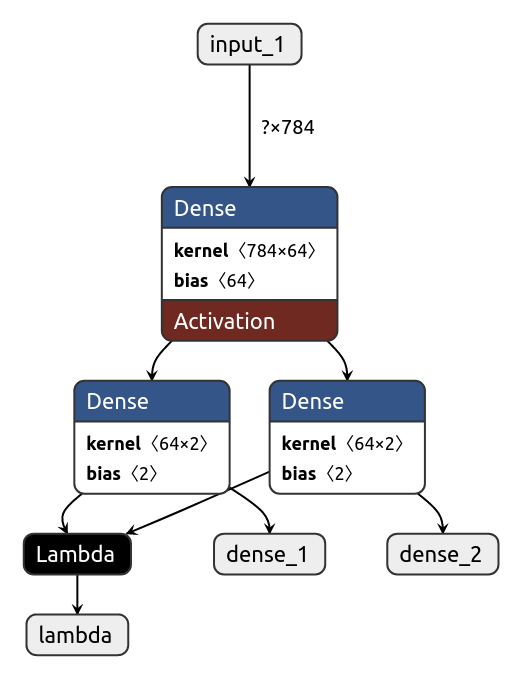 input_1
?×784
Dense
kernel〈784×64〉
bias〈64〉
Activation
Dense
kernel〈64×2〉
bias〈2〉
Dense
kernel〈64×2〉
bias〈2〉
Lambda
dense_1
dense_2
lambda